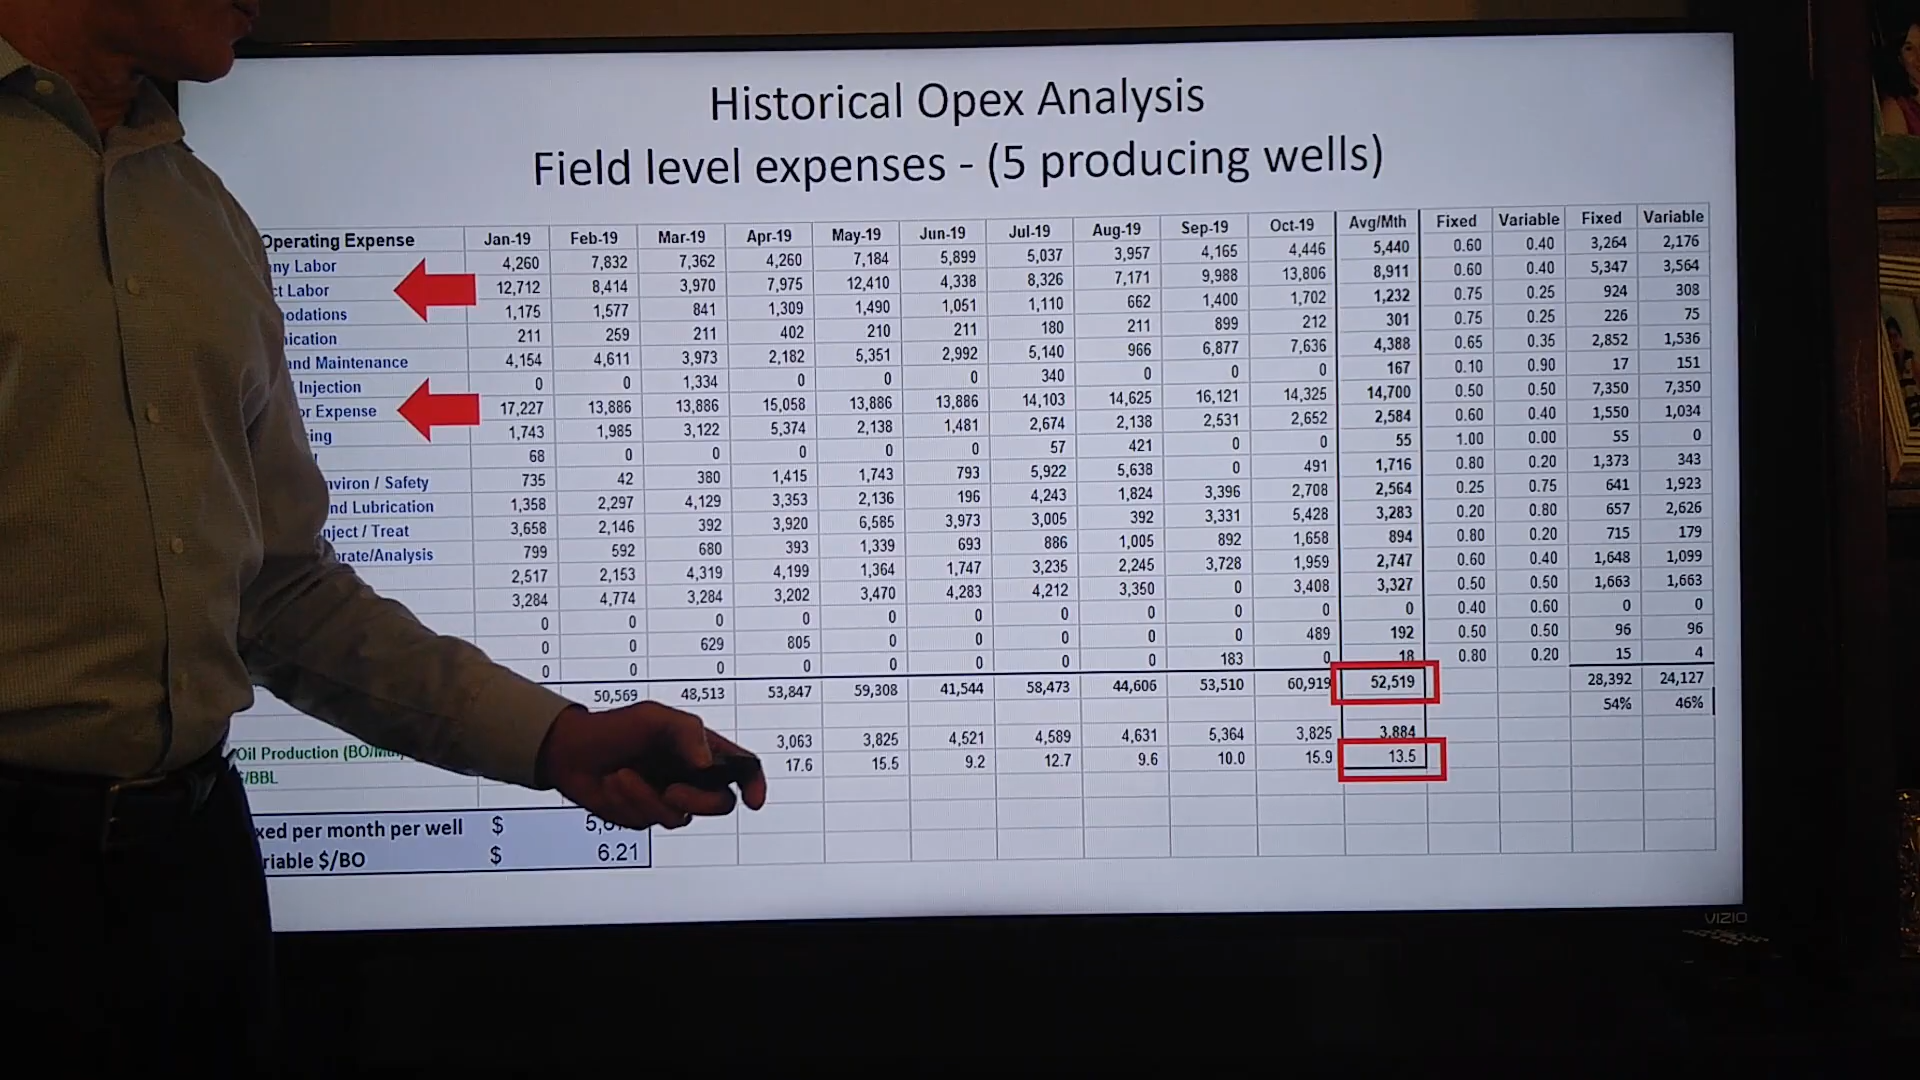 Historical Opex Analysis
Field level expenses - (5 producing wells)
Operating Expense Jan-19 Feb-19 Mar-19 Apr-19 May-19 Jun-19 Jul-19 Aug-19 Sep-19 Oct-19 Avg/Mth Fixed Variable Fixed Variable
ny Labor 4,260 7,832 7,362 4,260 7,184 5,899 5,037 3,957 4,165 4,446 5,440 0.60 0.40 3,264 2,176
ct Labor 12,712 8,414 3,970 7,975 12,410 4,338 8,326 7,171 9,988 13,806 8,911 0.60 0.40 5,347 3,564
odations 1,175 1,577 841 1,309 1,490 1,051 1,110 662 1,400 1,702 1,232 0.75 0.25 924 308
ication 211 259 211 402 210 211 180 211 899 212 301 0.75 0.25 226 75
and Maintenance 4,154 4,611 3,973 2,182 5,351 2,992 5,140 966 6,877 7,636 4,388 0.65 0.35 2,852 1,536
/ Injection 0 0 1,334 0 0 0 340 0 0 0 167 0.10 0.90 17 151
or Expense 17,227 13,886 13,886 15,058 13,886 13,886 14,103 14,625 16,121 14,325 14,700 0.50 0.50 7,350 7,350
ing 1,743 1,985 3,122 5,374 2,138 1,481 2,674 2,138 2,531 2,652 2,584 0.60 0.40 1,550 1,034
68 0 0 0 0 0 57 421 0 0 55 1.00 0.00 55 0
nviron / Safety 735 42 380 1,415 1,743 793 5,922 5,638 0 491 1,716 0.80 0.20 1,373 343
nd Lubrication 1,358 2,297 4,129 3,353 2,136 196 4,243 1,824 3,396 2,708 2,564 0.25 0.75 641 1,923
nject / Treat 3,658 2,146 392 3,920 6,585 3,973 3,005 392 3,331 5,428 3,283 0.20 0.80 657 2,626
brate/Analysis 799 592 680 393 1,339 693 886 1,005 892 1,658 894 0.80 0.20 715 179
2,517 2,153 4,319 4,199 1,364 1,747 3,235 2,245 3,728 1,959 2,747 0.60 0.40 1,648 1,099
3,284 4,774 3,284 3,202 3,470 4,283 4,212 3,350 0 3,408 3,327 0.50 0.50 1,663 1,663
0 0 0 0 0 0 0 0 0 0 0 0.40 0.60 0 0
0 0 629 805 0 0 0 0 0 489 192 0.50 0.50 96 96
0 0 0 0 0 0 0 0 183 0 18 0.80 0.20 15 4
50,569 48,513 53,847 59,308 41,544 58,473 44,606 53,510 60,919 52,519 28,392 24,127
54% 46%
Oil Production 3,063 3,825 4,521 4,589 4,631 5,364 3,825 3,884
$/BBL 17.6 15.5 9.2 12.7 9.6 10.0 15.9 13.5
xed per month per well $
riable $/BO $ 6.21
VIZIO